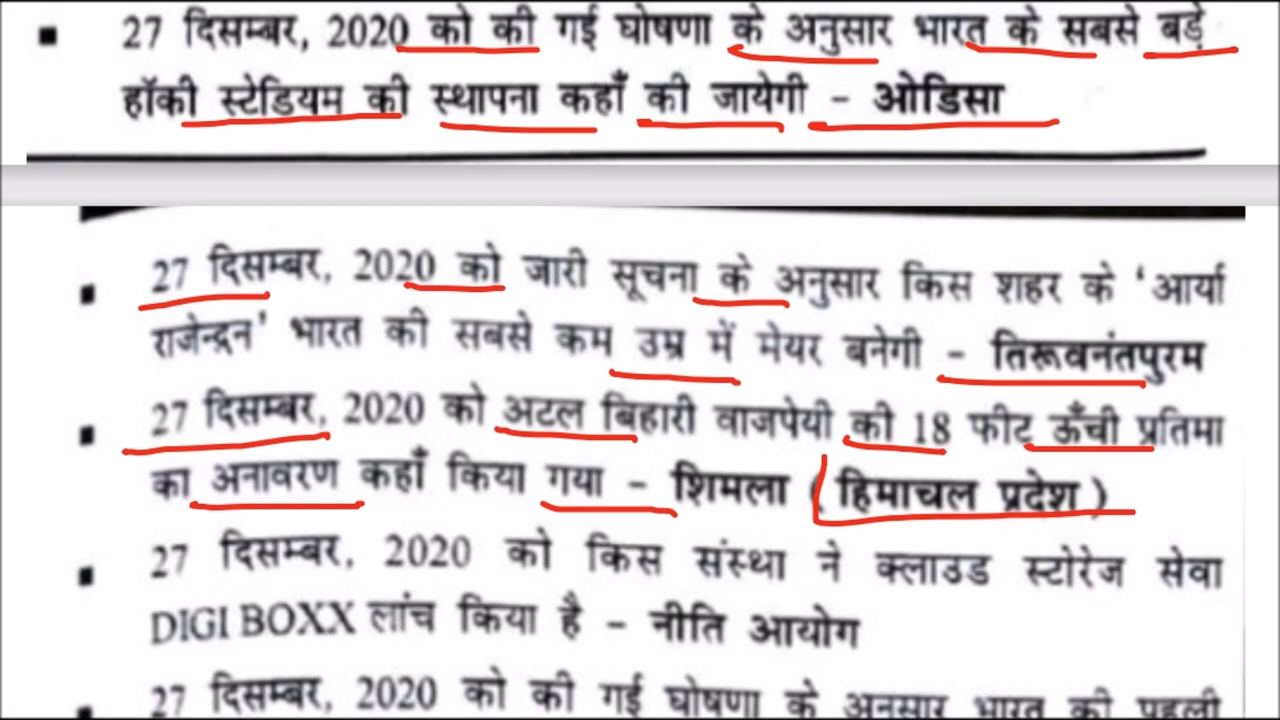 27 दिसम्बर, 2020 को की गई घोषणा के अनुसार भारत के सबसे बड़े
हॉकी स्टेडियम की स्थापना कहाँ की जायेगी - ओडिसा
27 दिसम्बर, 2020 को जारी सूचना के अनुसार किस शहर के 'आर्या
राजेन्द्रन' भारत की सबसे कम उम्र में मेयर बनेगी - तिरूवनंतपुरम
27 दिसम्बर, 2020 को अटल बिहारी वाजपेयी की 18 फीट ऊँची प्रतिमा
का अनावरण कहाँ किया गया - शिमला (हिमाचल प्रदेश)
27 दिसम्बर, 2020 को किस संस्था ने क्लाउड स्टोरेज सेवा
DIGI BOXX लांच किया है - नीति आयोग
27 दिसम्बर, 2020 को की गई घोषणा के अनुसार भारत की पहली